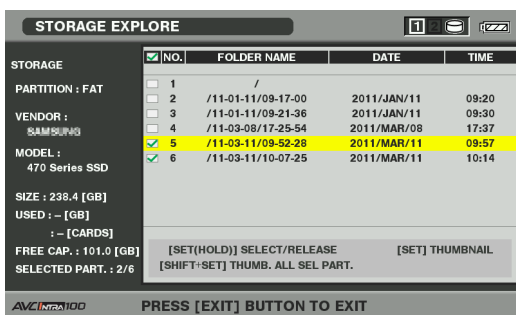 STORAGE EXPLORE
1 2
STORAGE
PARTITION : FAT
VENDOR :
SAMSUNG
MODEL :
470 Series SSD
SIZE : 238.4 [GB]
USED : – [GB]
: – [CARDS]
FREE CAP. : 101.0 [GB]
SELECTED PART. : 2/6
NO. FOLDER NAME DATE TIME
1 /
2 /11-01-11/09-17-00 2011/JAN/11 09:20
3 /11-01-11/09-21-36 2011/JAN/11 09:30
4 /11-03-08/17-25-54 2011/MAR/08 17:37
5 /11-03-11/09-52-28 2011/MAR/11 09:57
6 /11-03-11/10-07-25 2011/MAR/11 10:14
[SET(HOLD)] SELECT/RELEASE [SET] THUMBNAIL
[SHIFT+SET] THUMB. ALL SEL PART.
AVC INTRA 100 PRESS [EXIT] BUTTON TO EXIT